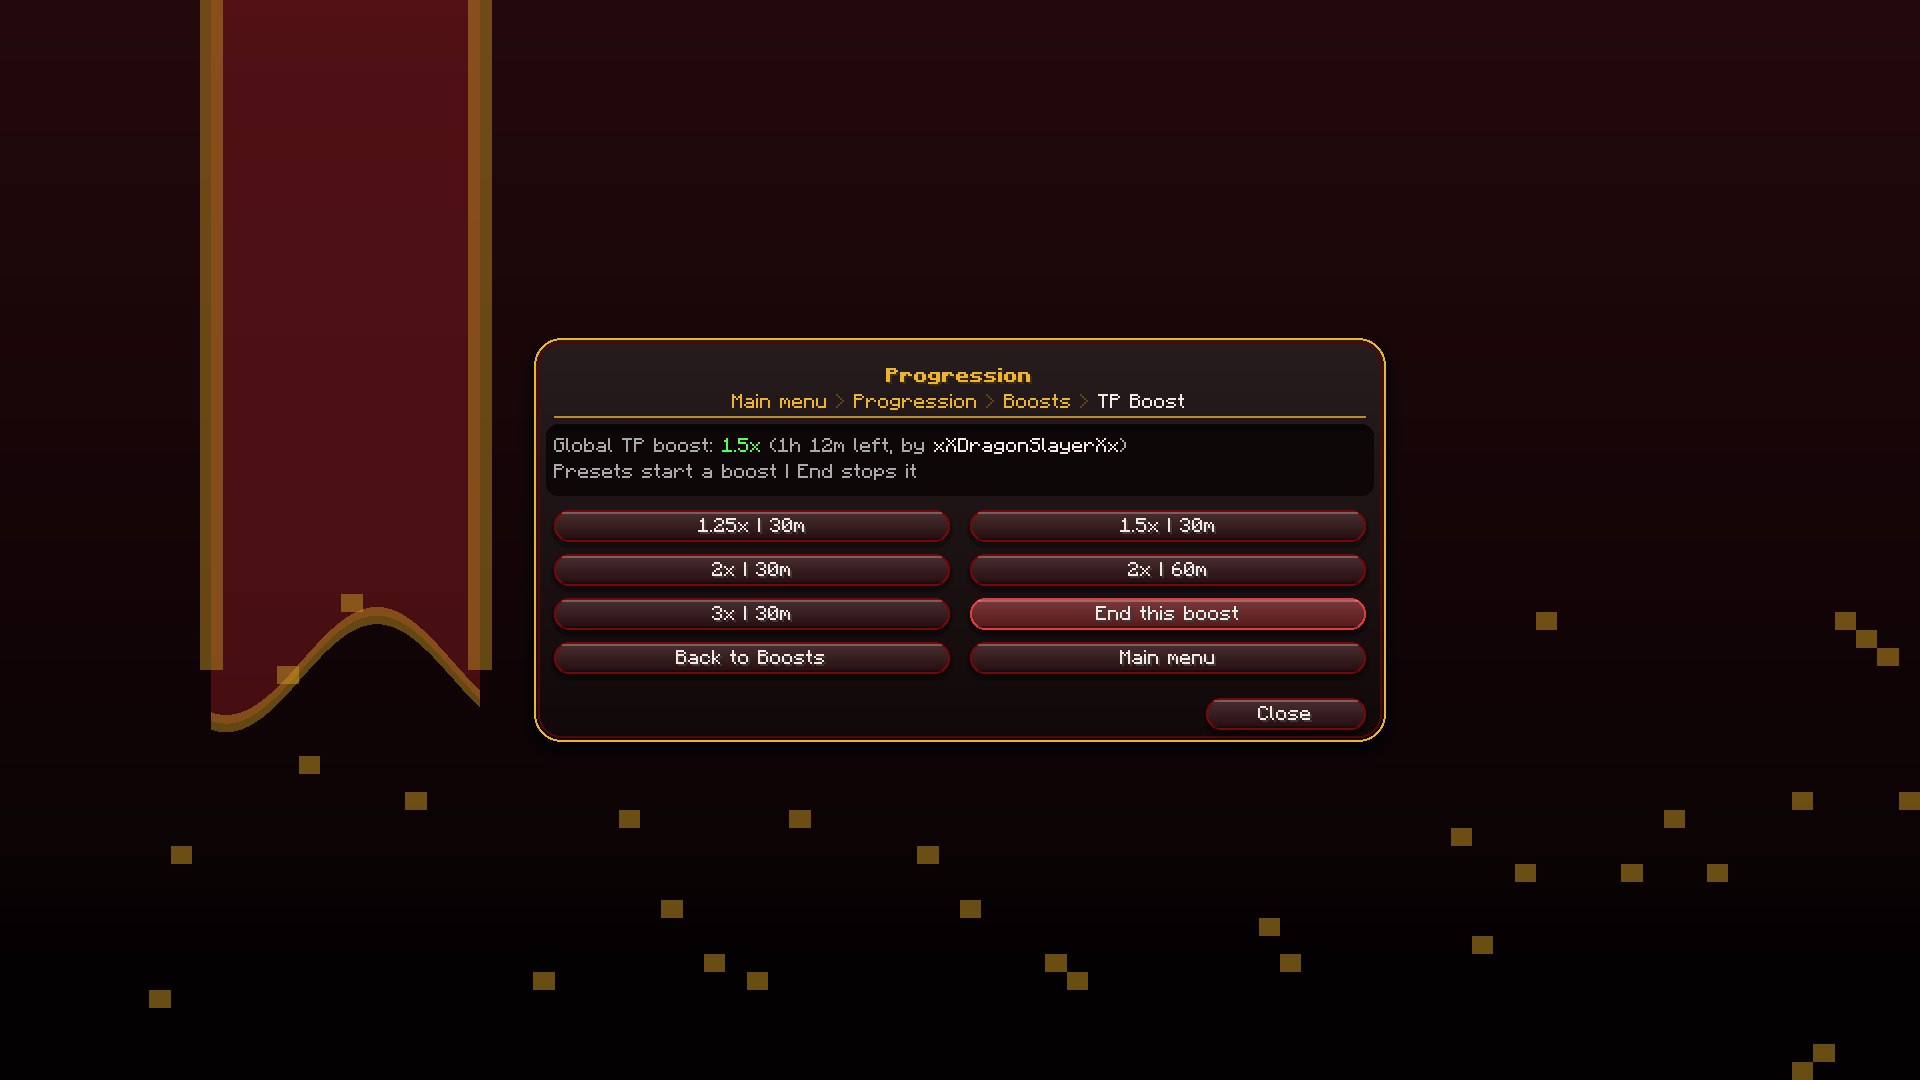 Progression
Main menu > Progression > Boosts > TP Boost
Global TP boost: 1.5x (1h 12m left, by xXDragonSlayerXx)
Presets start a boost | End stops it
1.25x | 30m
1.5x | 30m
2x | 30m
2x | 60m
3x | 30m
End this boost
Back to Boosts
Main menu
Close